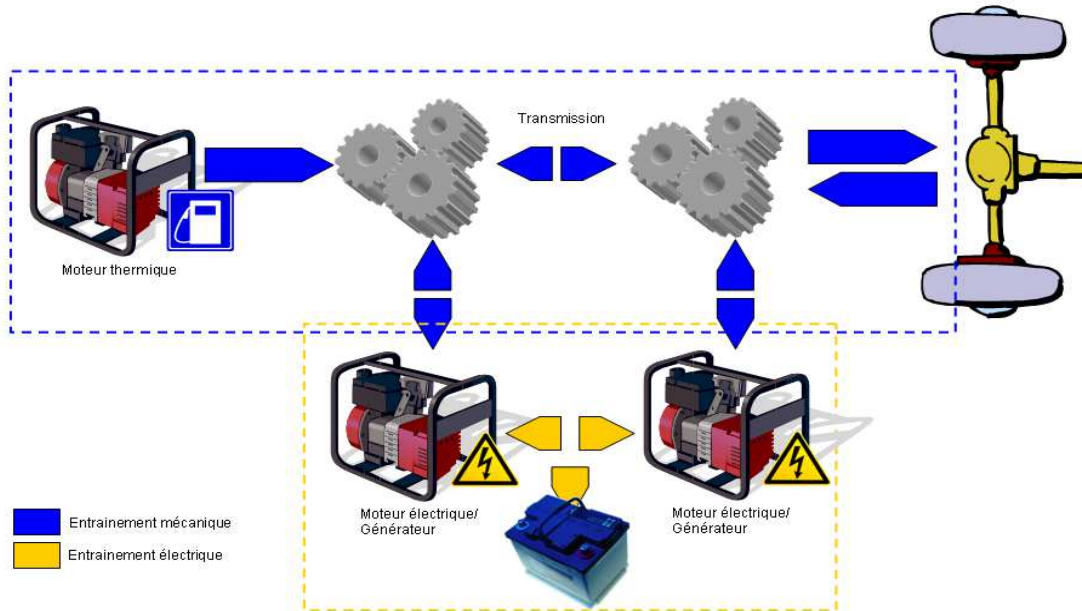 Transmission
Moteur thermique
Moteur électrique/
Générateur
Moteur électrique/
Générateur
Entrainement mécanique
Entrainement électrique